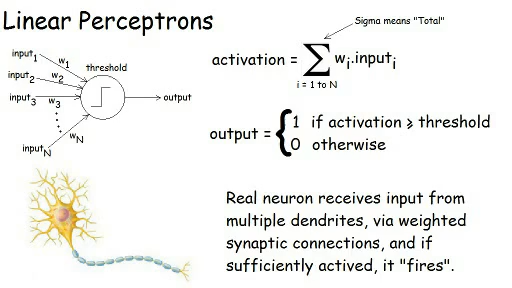 Linear Perceptrons
Sigma means "Total"
input1 w1
input2 w2
input3 w3
inputN wN
threshold
output
activation = ∑ wi.inputi
i = 1 to N
output = { 1 if activation ⩾ threshold
0 otherwise
Real neuron receives input from
multiple dendrites, via weighted
synaptic connections, and if
sufficiently actived, it "fires".